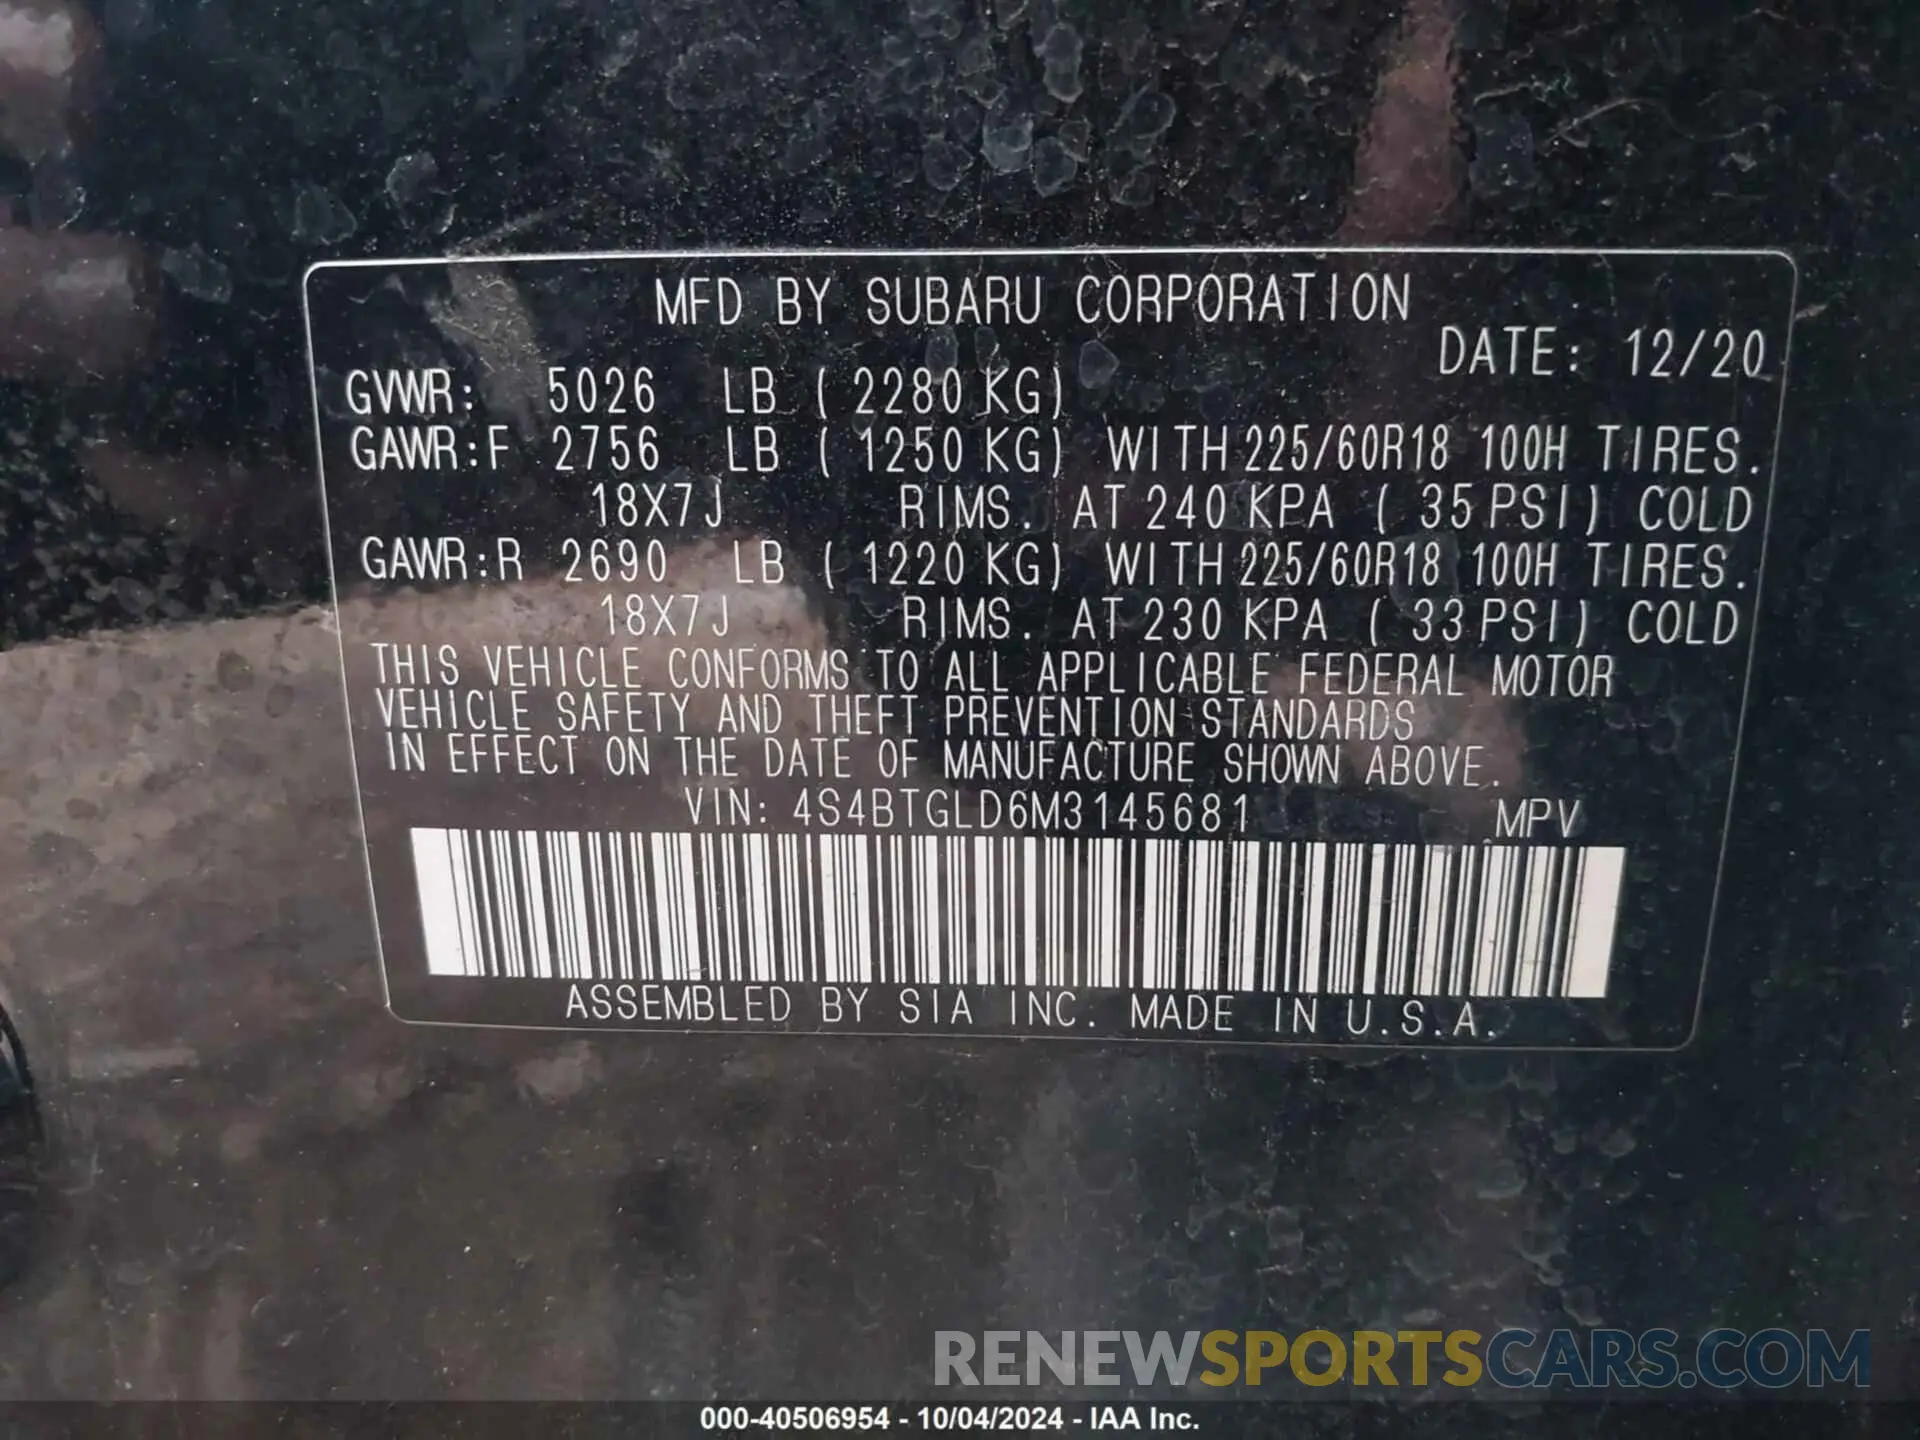 MFD BY SUBARU CORPORATION
DATE: 12/20
GVWR: 5026 LB ( 2280 KG)
GAWR:F 2756 LB ( 1250 KG) WITH 225/60R18 100H TIRES.
18X7J RIMS. AT 240 KPA ( 35 PSI) COLD
GAWR:R 2690 LB ( 1220 KG) WITH 225/60R18 100H TIRES.
18X7J RIMS. AT 230 KPA ( 33 PSI) COLD
THIS VEHICLE CONFORMS TO ALL APPLICABLE FEDERAL MOTOR
VEHICLE SAFETY AND THEFT PREVENTION STANDARDS
IN EFFECT ON THE DATE OF MANUFACTURE SHOWN ABOVE.
VIN: 4S4BTGLD6M3145681 MPV
ASSEMBLED BY SIA INC. MADE IN U.S.A.
RENEWSPORTSCARS.COM
000-40506954 - 10/04/2024 - IAA Inc.